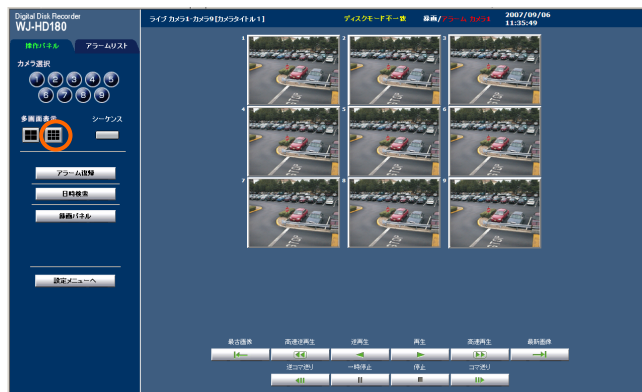 Digital Disk Recorder
WJ-HD180
ライブ カメラ1-カメラ9[カメラタイトル1]
ディスクモード不一致
録画/アラーム カメラ1
2007/09/06
11:35:49
操作パネル
アラームリスト
カメラ選択
1 2 3 4 5
6 7 8 9
多画面表示
シーケンス
アラーム復帰
日時検索
録画パネル
設定メニューへ
1 2 3
4 5 6
7 8 9
最古画像 高速逆再生 逆再生 再生 高速再生 最新画像
逆コマ送り 一時停止 停止 コマ送り